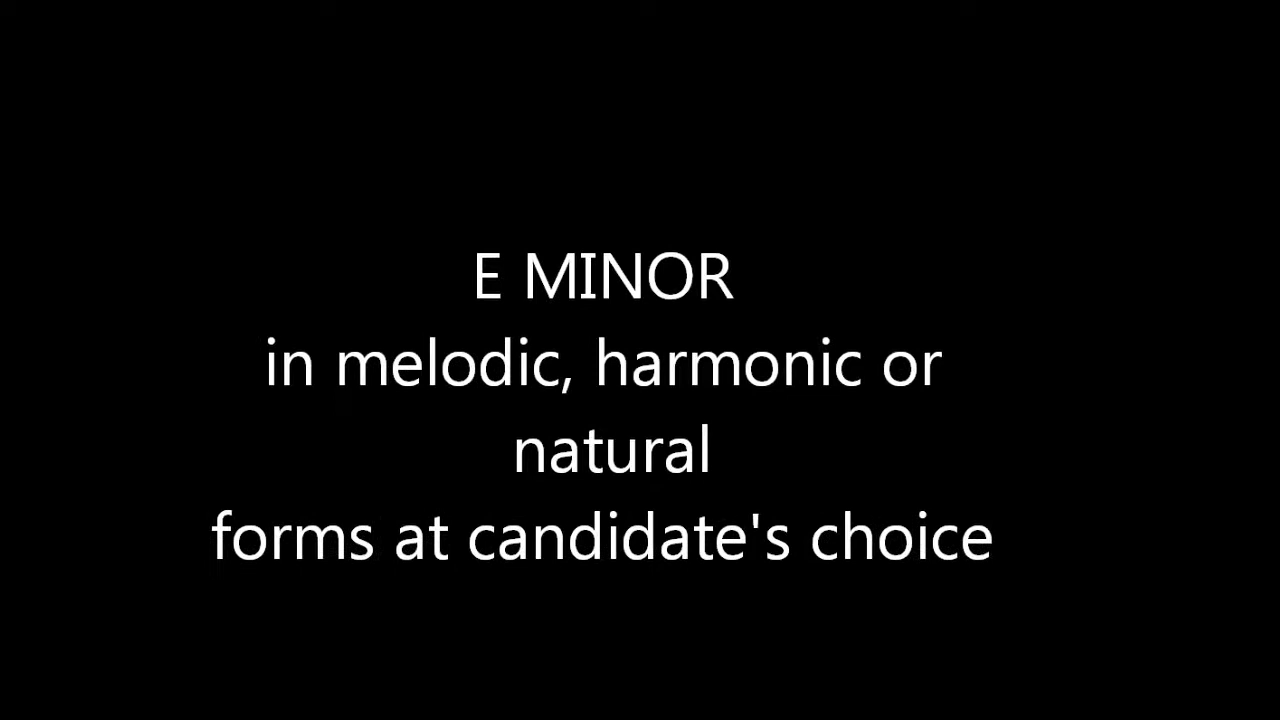 E MINOR
in melodic, harmonic or
natural
forms at candidate's choice